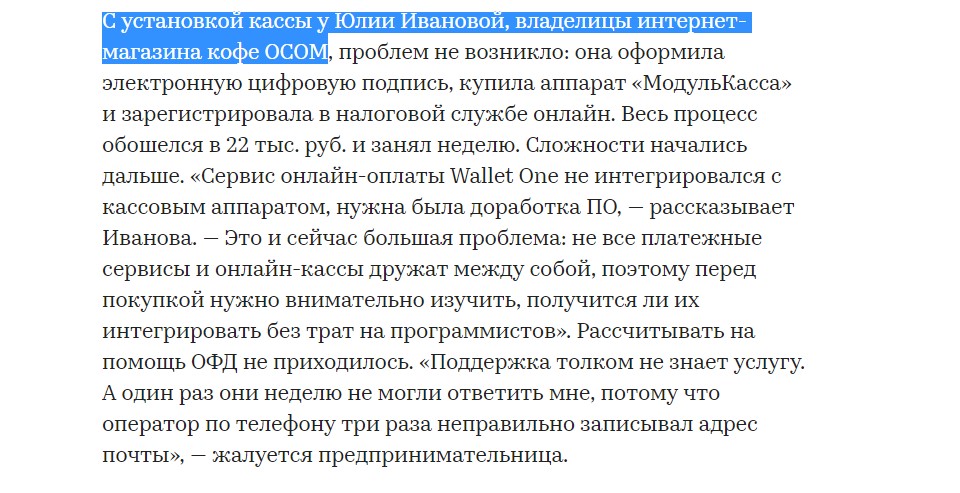 С установкой кассы у Юлии Ивановой, владелицы интернет-
магазина кофе ОСОМ, проблем не возникло: она оформила
электронную цифровую подпись, купила аппарат «МодульКасса»
и зарегистрировала в налоговой службе онлайн. Весь процесс
обошелся в 22 тыс. руб. и занял неделю. Сложности начались
дальше. «Сервис онлайн-оплаты Wallet One не интегрировался с
кассовым аппаратом, нужна была доработка ПО, — рассказывает
Иванова. — Это и сейчас большая проблема: не все платежные
сервисы и онлайн-кассы дружат между собой, поэтому перед
покупкой нужно внимательно изучить, получится ли их
интегрировать без трат на программистов». Рассчитывать на
помощь ОФД не приходилось. «Поддержка толком не знает услугу.
А один раз они неделю не могли ответить мне, потому что
оператор по телефону три раза неправильно записывал адрес
почты», — жалуется предпринимательница.